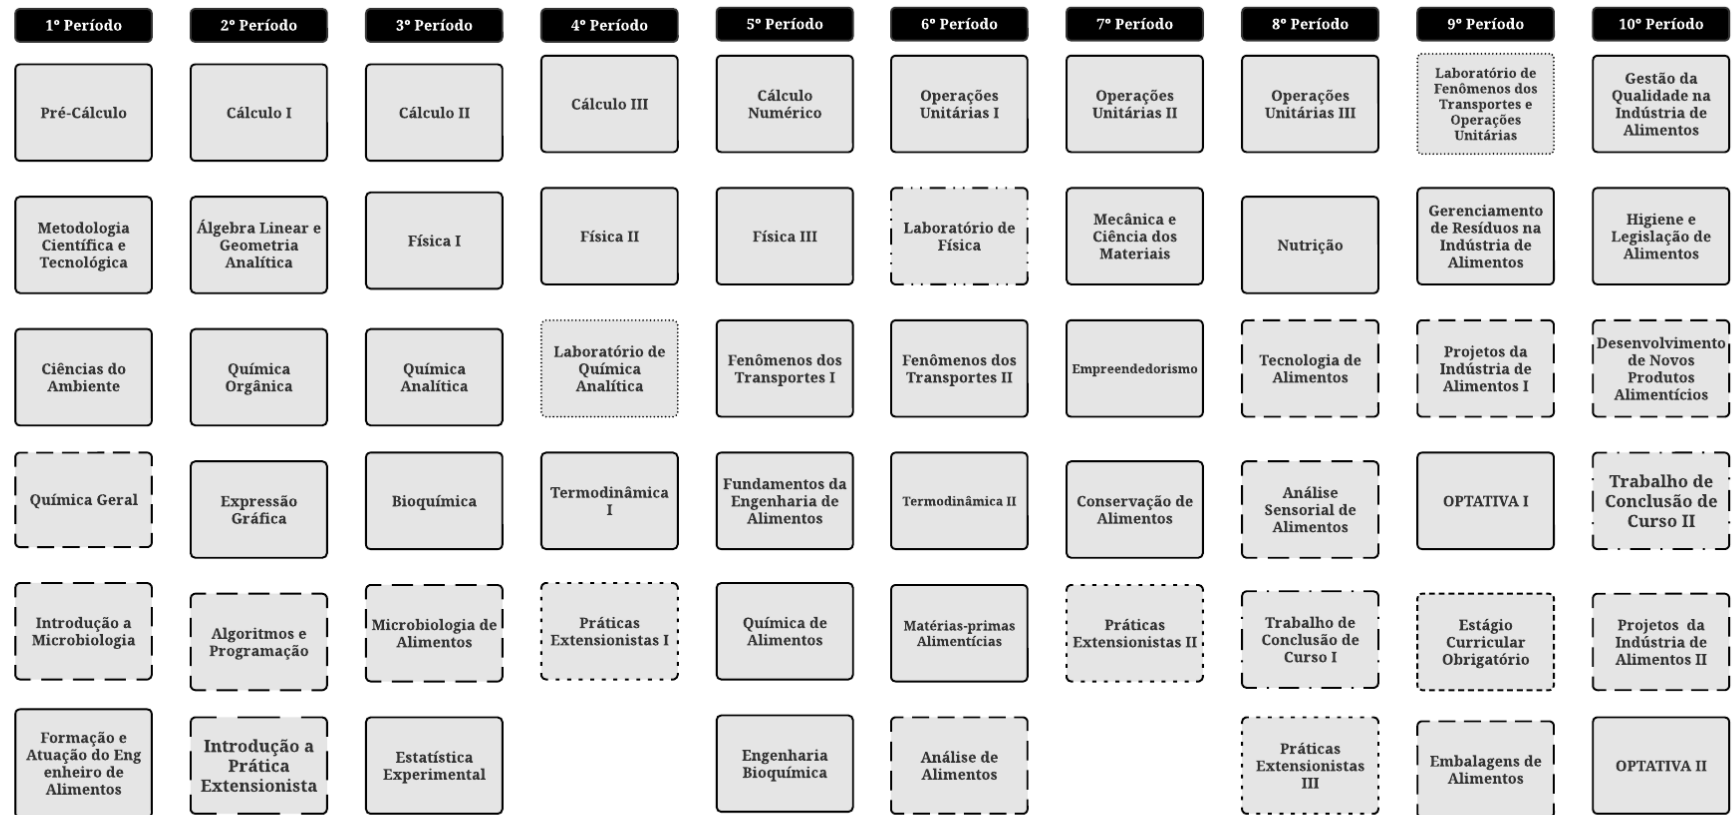 1º Período
2º Período
3º Período
4º Período
5º Período
6º Período
7º Período
8º Período
9º Período
10º Período
Pré-Cálculo
Cálculo I
Cálculo II
Cálculo III
Cálculo
Numérico
Operações
Unitárias I
Operações
Unitárias II
Operações
Unitárias III
Laboratório de
Fenômenos dos
Transportes e
Operações
Unitárias
Gestão da
Qualidade na
Indústria de
Alimentos
Metodologia
Científica e
Tecnológica
Álgebra Linear e
Geometria
Analítica
Física I
Física II
Física III
Laboratório de
Física
Mecânica e
Ciência dos
Materiais
Nutrição
Gerenciamento
de Resíduos na
Indústria de
Alimentos
Higiene e
Legislação de
Alimentos
Ciências do
Ambiente
Química
Orgânica
Química
Analítica
Laboratório de
Química
Analítica
Fenômenos dos
Transportes I
Fenômenos dos
Transportes II
Empreendedorismo
Tecnologia de
Alimentos
Projetos da
Indústria de
Alimentos I
Desenvolvimento
de Novos
Produtos
Alimentícios
Química Geral
Expressão
Gráfica
Bioquímica
Termodinâmica
I
Fundamentos da
Engenharia de
Alimentos
Termodinâmica II
Conservação de
Alimentos
Análise
Sensorial de
Alimentos
OPTATIVA I
Trabalho de
Conclusão de
Curso II
Introdução a
Microbiologia
Algoritmos e
Programação
Microbiologia de
Alimentos
Práticas
Extensionistas I
Química de
Alimentos
Matérias-primas
Alimentícias
Práticas
Extensionistas II
Trabalho de
Conclusão de
Curso I
Estágio
Curricular
Obrigatório
Projetos da
Indústria de
Alimentos II
Formação e
Atuação do Eng
enheiro de
Alimentos
Introdução a
Prática
Extensionista
Estatística
Experimental
Engenharia
Bioquímica
Análise de
Alimentos
Práticas
Extensionistas
III
Embalagens de
Alimentos
OPTATIVA II